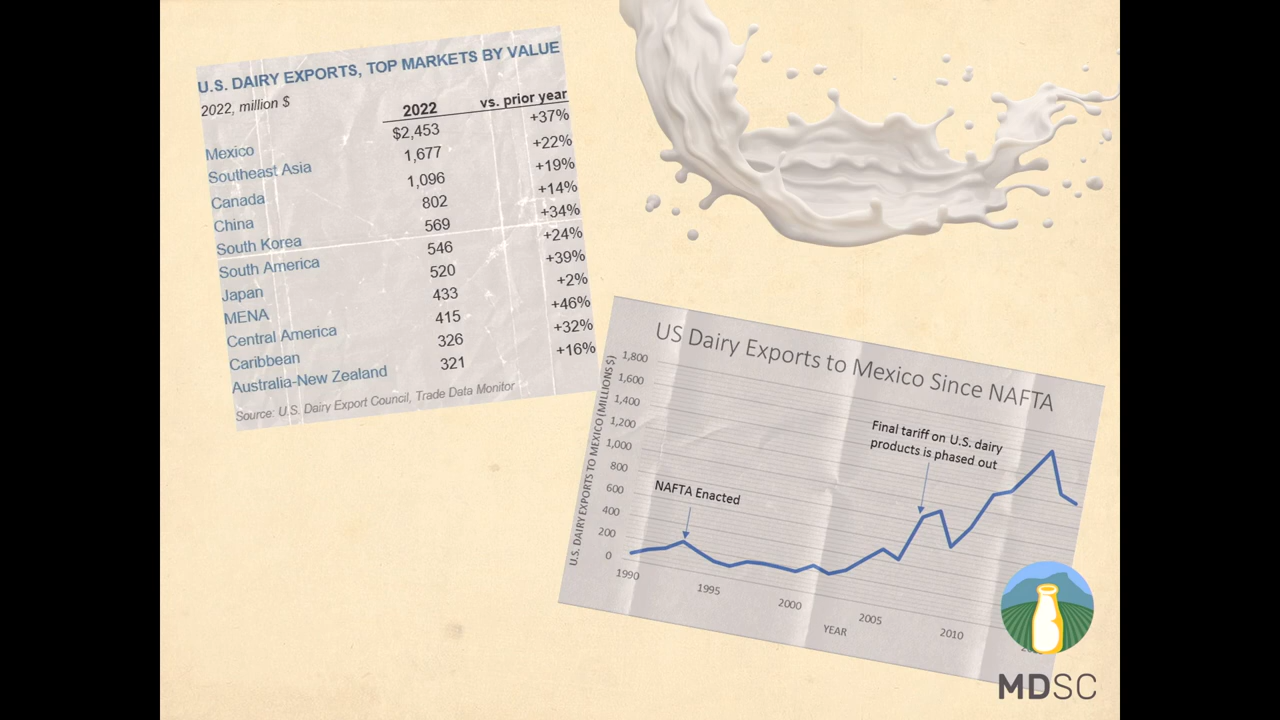 U.S. DAIRY EXPORTS, TOP MARKETS BY VALUE
2022, million $
2022 vs. prior year
Mexico $2,453 +37%
Southeast Asia 1,677 +22%
Canada 1,096 +19%
China 802 +14%
South Korea 569 +34%
South America 546 +24%
Japan 520 +39%
MENA 433 +2%
Central America 415 +46%
Caribbean 326 +32%
Australia-New Zealand 321 +16%
Source: U.S. Dairy Export Council, Trade Data Monitor
US Dairy Exports to Mexico Since NAFTA
U.S. DAIRY EXPORTS TO MEXICO (MILLIONS $)
1,800
1,600
1,400
1,200
1,000
800
600
400
200
0
NAFTA Enacted
Final tariff on U.S. dairy
products is phased out
1990 1995 2000 2005 2010
YEAR
MDSC